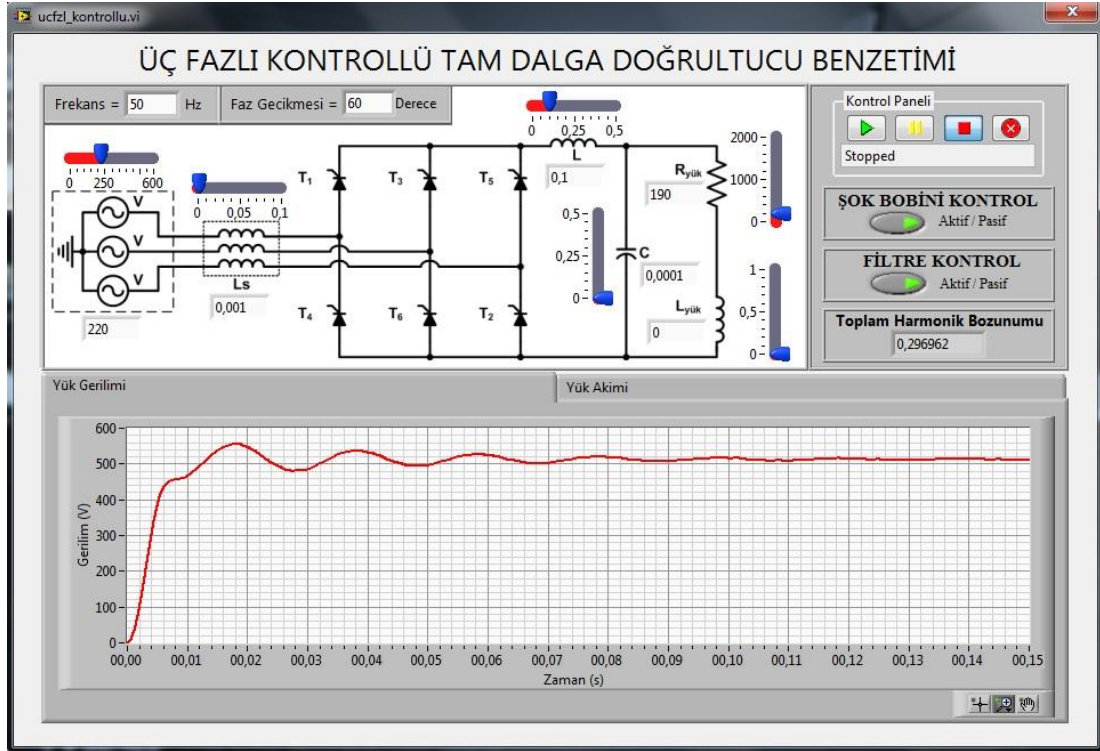 ucfzl_kontrollu.vi
ÜÇ FAZLI KONTROLLÜ TAM DALGA DOĞRULTUCU BENZETİMİ
Frekans = 50 Hz
Faz Gecikmesi = 60 Derece
0 250 600
0 0,05 0,1
0 0,25 0,5
V
V
V
220
Ls
0,001
T1
T3
T5
T4
T6
T2
L
0,1
0,5
0,25
0
C
0,0001
Ryük
190
Lyük
0
2000
1000
0
1
0,5
0
Kontrol Paneli
Stopped
ŞOK BOBİNİ KONTROL
Aktif / Pasif
FİLTRE KONTROL
Aktif / Pasif
Toplam Harmonik Bozunumu
0,296962
Yük Gerilimi
Yük Akimi
600
500
400
300
200
100
0
Gerilim (V)
00,00 00,01 00,02 00,03 00,04 00,05 00,06 00,07 00,08 00,09 00,10 00,11 00,12 00,13 00,14 00,15
Zaman (s)